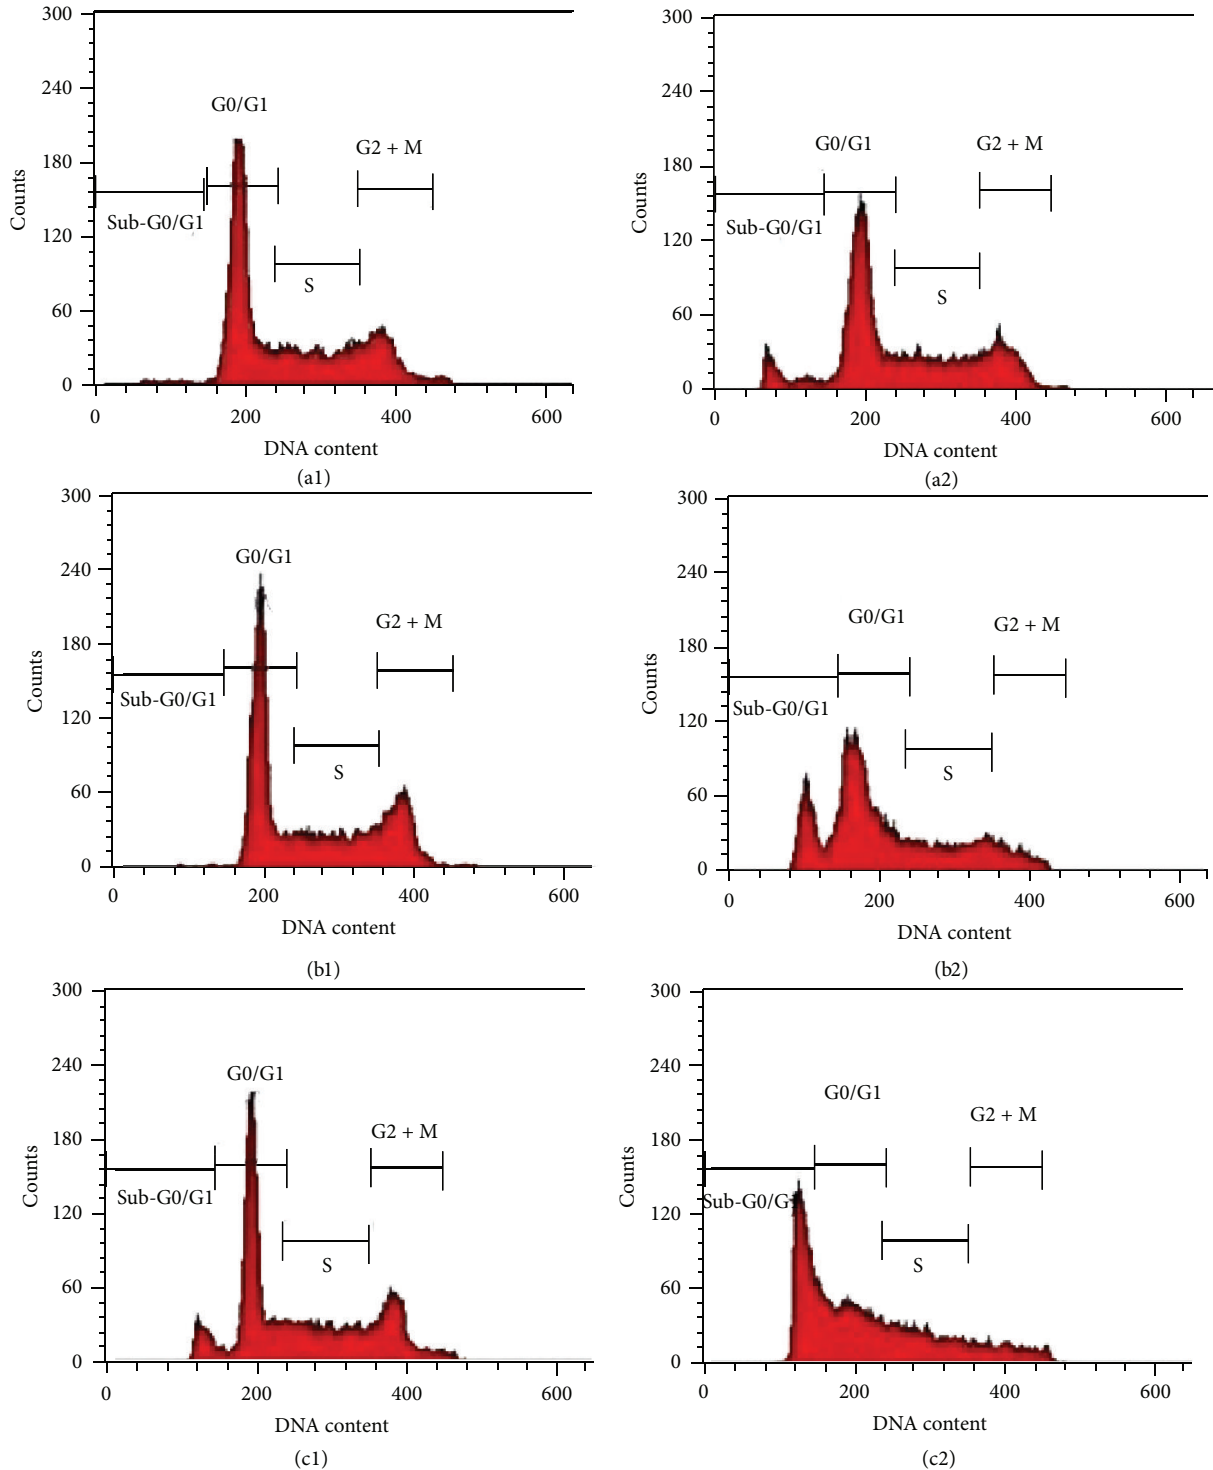 300
240
180
120
60
0
Counts
G0/G1
G2 + M
Sub-G0/G1
S
0 200 400 600
DNA content
(a1)
300
240
180
120
60
0
Counts
G0/G1
G2 + M
Sub-G0/G1
S
0 200 400 600
DNA content
(a2)
300
240
180
120
60
0
Counts
G0/G1
G2 + M
Sub-G0/G1
S
0 200 400 600
DNA content
(b1)
300
240
180
120
60
0
Counts
G0/G1
G2 + M
Sub-G0/G1
S
0 200 400 600
DNA content
(b2)
300
240
180
120
60
0
Counts
G0/G1
G2 + M
Sub-G0/G1
S
0 200 400 600
DNA content
(c1)
300
240
180
120
60
0
Counts
G0/G1
G2 + M
Sub-G0/G1
S
0 200 400 600
DNA content
(c2)